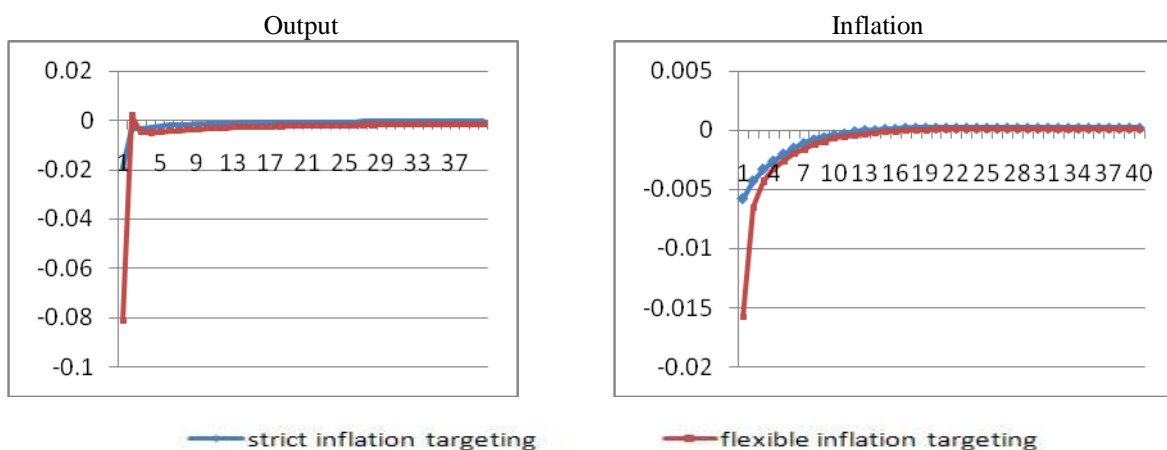 Output
0.02
0
-0.02
-0.04
-0.06
-0.08
-0.1
1 5 9 13 17 21 25 29 33 37
Inflation
0.005
0
-0.005
-0.01
-0.015
-0.02
1 4 7 10 13 16 19 22 25 28 31 34 37 40
strict inflation targeting
flexible inflation targeting